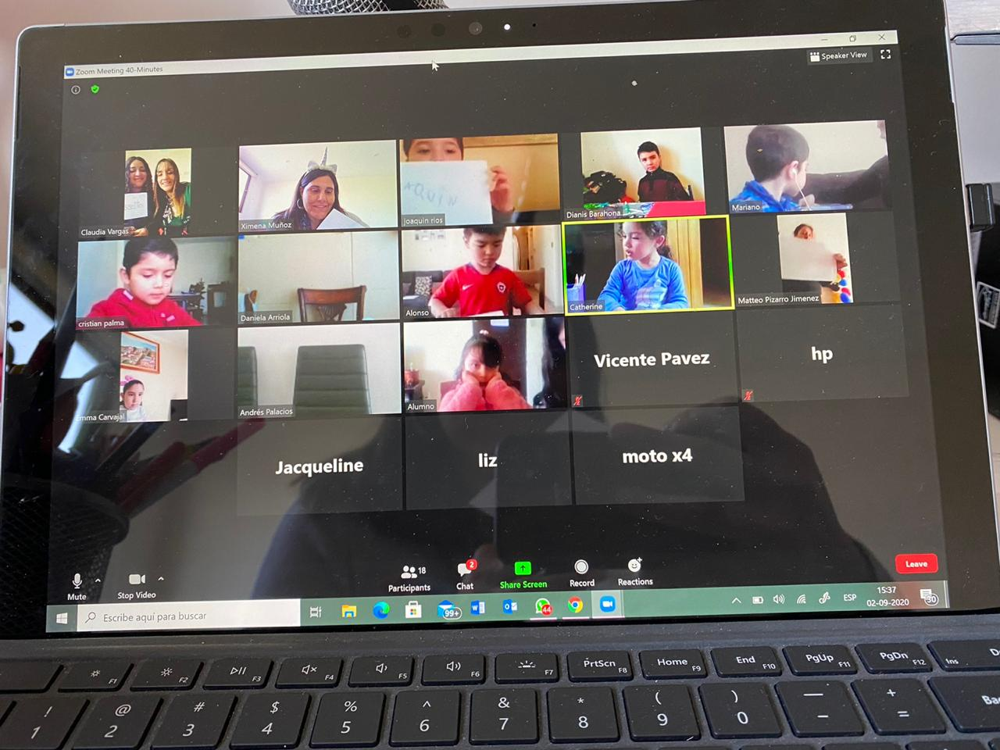 Zoom Meeting 40-Minutes
Speaker View
Claudia Vargas
Ximena Muñoz
joaquin rios
Dianis Barahona
Mariano
cristian palma
Daniela Arriola
Alonso
Catherine
Matteo Pizarro Jimenez
Emma Carvajal
Andrés Palacios
Alumno
Vicente Pavez
hp
Jacqueline
liz
moto x4
Mute
Stop Video
Participants 18
Chat 2
Share Screen
Record
Reactions
Leave
Escribe aquí para buscar
99+
44
ESP
15:37
02-09-2020
30
F1 F2 F3 F4 F5 F6 F7 PrtScn F8 Home F9 End F10 PgUp F11 PgDn F12 Ins
! @ # $ % ^ & * ( ) — +
1 2 3 4 5 6 7 8 9 0 - =